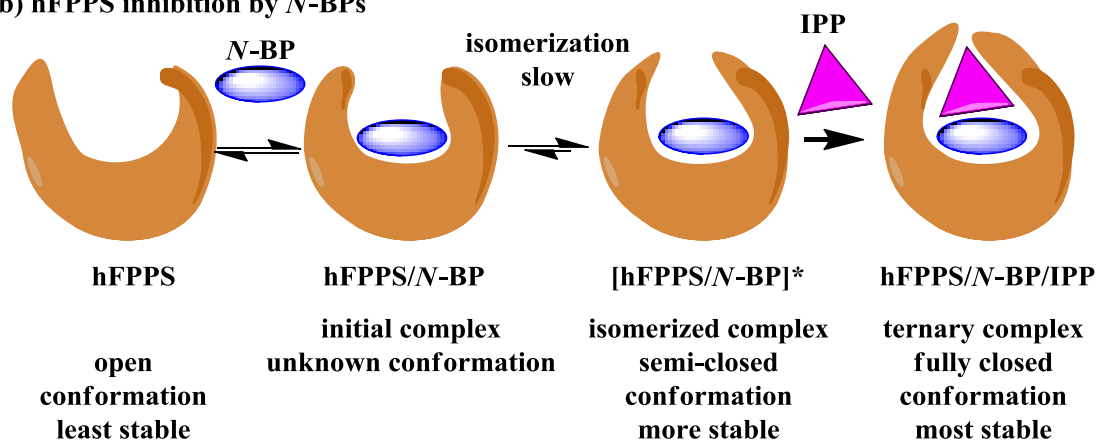 b) hFPPS inhibition by N-BPs
N-BP
isomerization
slow
IPP
hFPPS
hFPPS/N-BP
[hFPPS/N-BP]*
hFPPS/N-BP/IPP
open
conformation
least stable
initial complex
unknown conformation
isomerized complex
semi-closed
conformation
more stable
ternary complex
fully closed
conformation
most stable